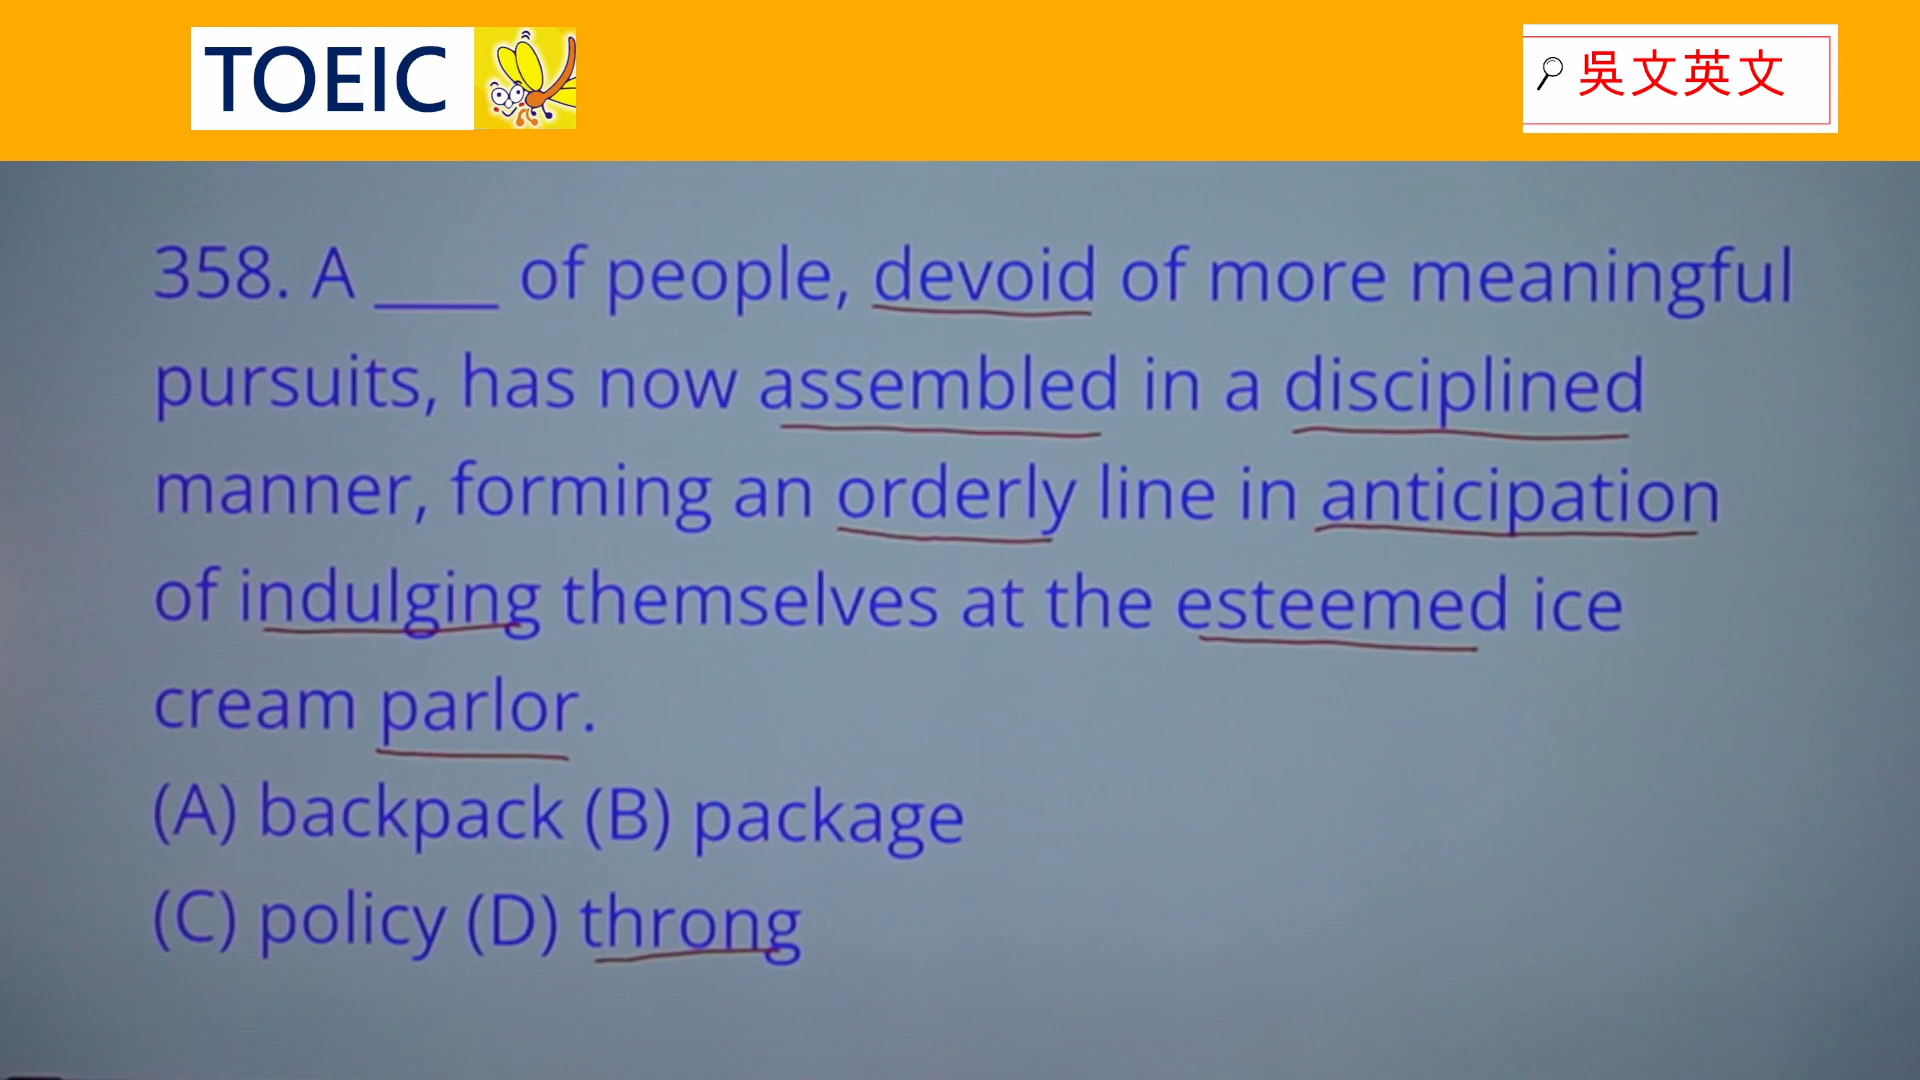 TOEIC
吳文英文
358. A ____ of people, devoid of more meaningful
pursuits, has now assembled in a disciplined
manner, forming an orderly line in anticipation
of indulging themselves at the esteemed ice
cream parlor.
(A) backpack (B) package
(C) policy (D) throng